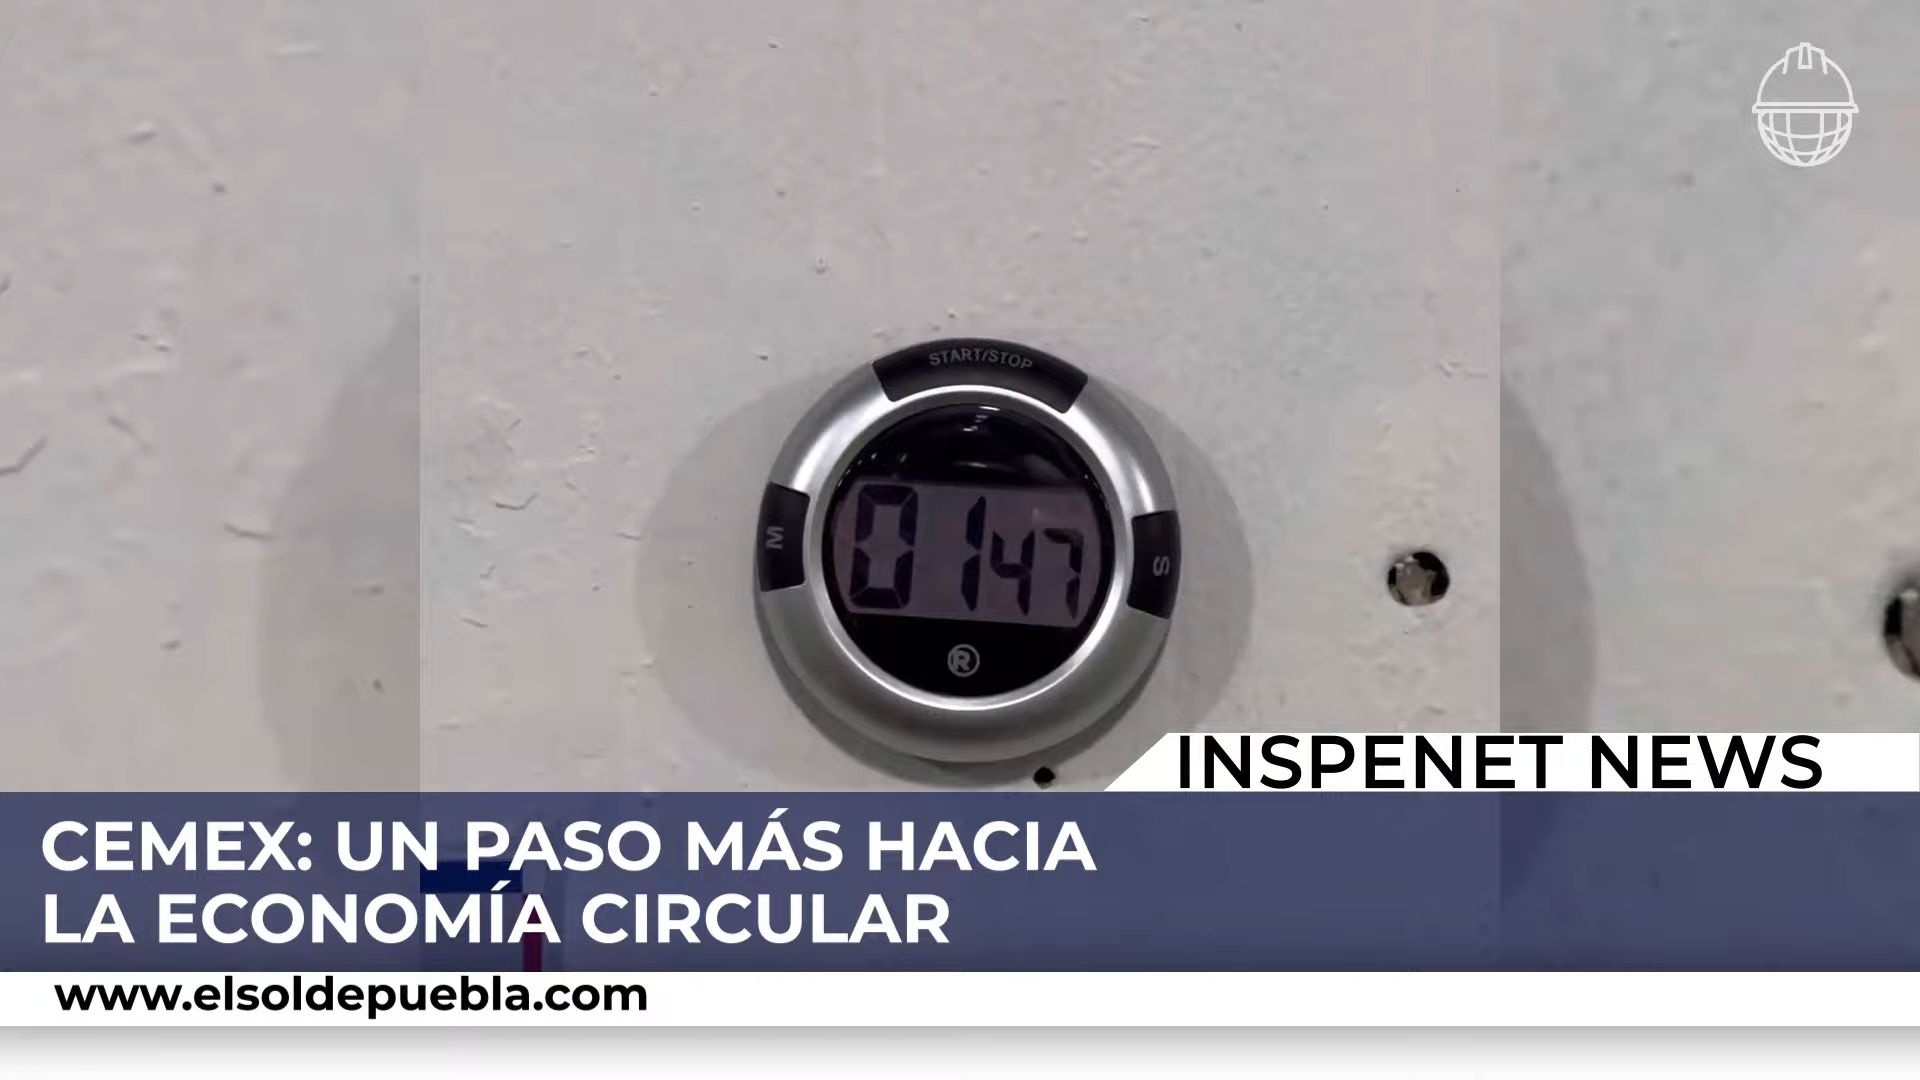 START/STOP
M
01 47
S
®
INSPENET NEWS
CEMEX: UN PASO MÁS HACIA
LA ECONOMÍA CIRCULAR
www.elsoldepuebla.com